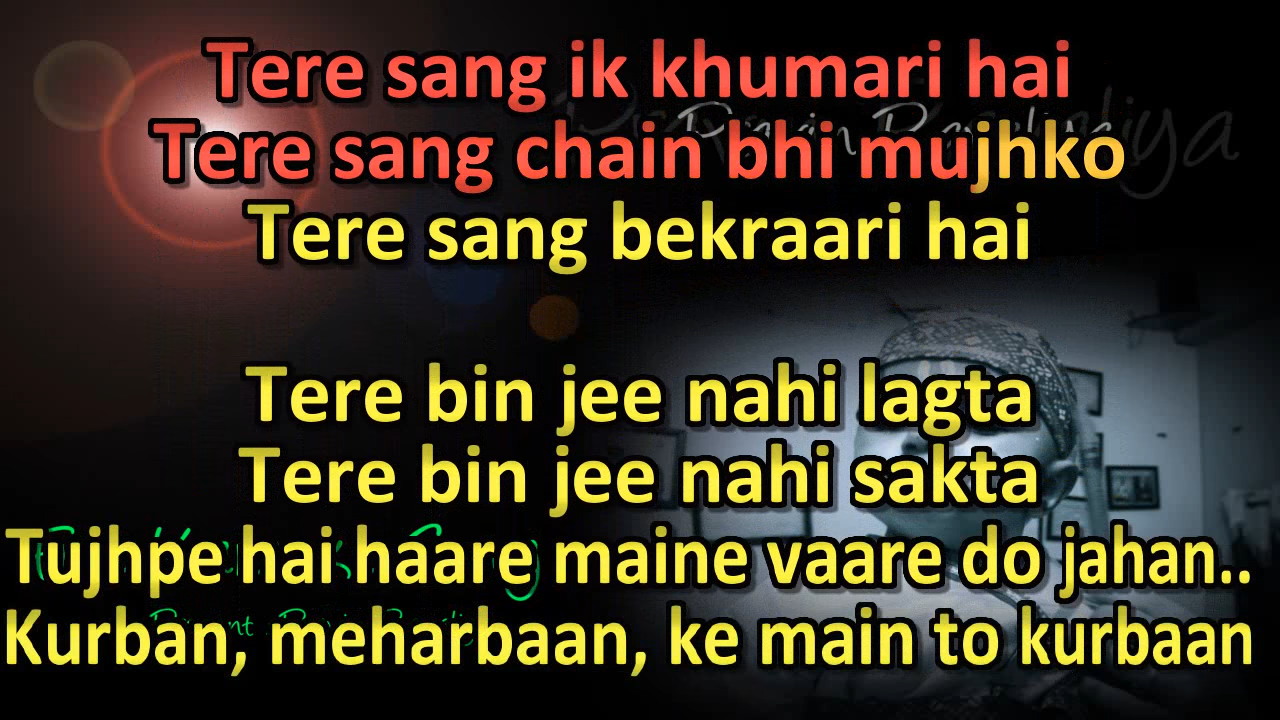 Tere sang ik khumari hai
Tere sang chain bhi mujhko
Tere sang bekraari hai
Tere bin jee nahi lagta
Tere bin jee nahi sakta
Tujhpe hai haare maine vaare do jahan..
Kurban, meharbaan, ke main to kurbaan